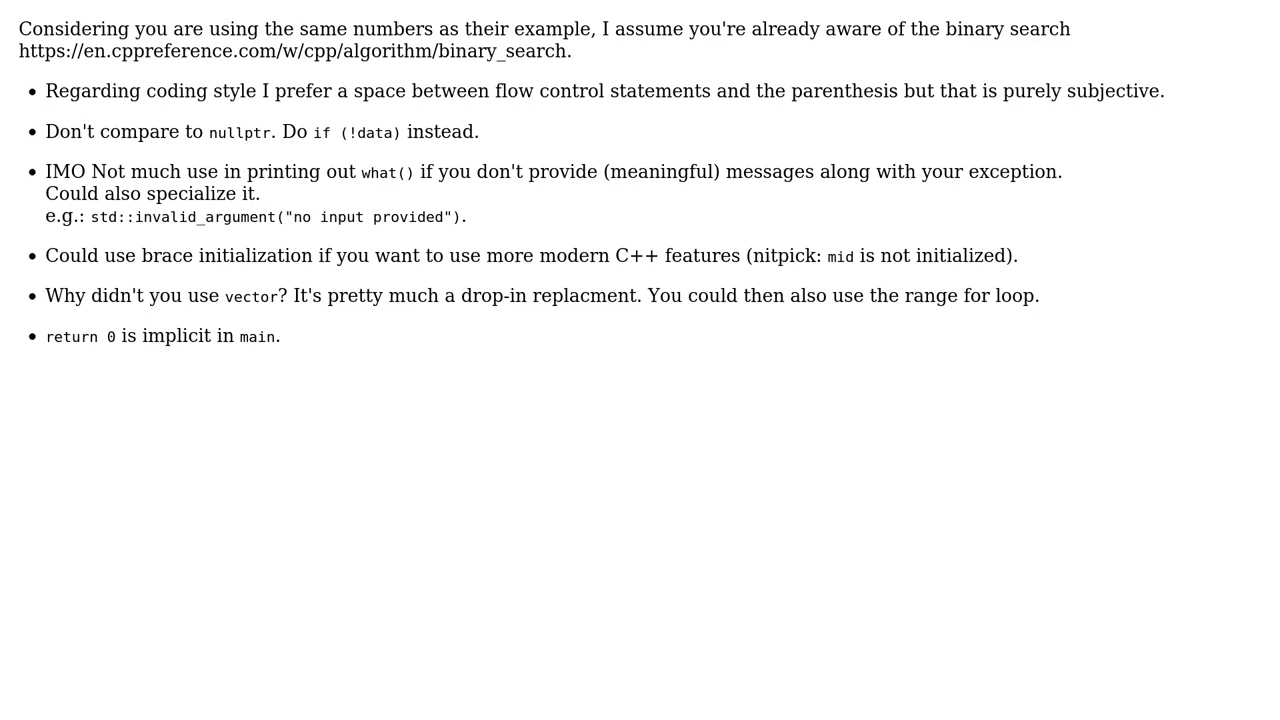 Considering you are using the same numbers as their example, I assume you're already aware of the binary search
https://en.cppreference.com/w/cpp/algorithm/binary_search.
• Regarding coding style I prefer a space between flow control statements and the parenthesis but that is purely subjective.
• Don't compare to nullptr. Do if (!data) instead.
• IMO Not much use in printing out what() if you don't provide (meaningful) messages along with your exception.
Could also specialize it.
e.g.: std::invalid_argument("no input provided").
• Could use brace initialization if you want to use more modern C++ features (nitpick: mid is not initialized).
• Why didn't you use vector? It's pretty much a drop-in replacment. You could then also use the range for loop.
• return 0 is implicit in main.